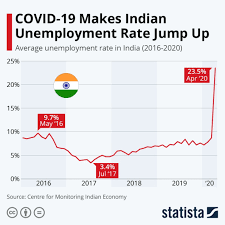 COVID-19 Makes Indian
Unemployment Rate Jump Up
Average unemployment rate in India (2016-2020)
25%
23.5%
Apr '20
20%
15%
9.7%
May '16
10%
5%
3.4%
Jul '17
0%
2016 2017 2018 2019 '20
Source: Centre for Monitoring Indian Economy
statista